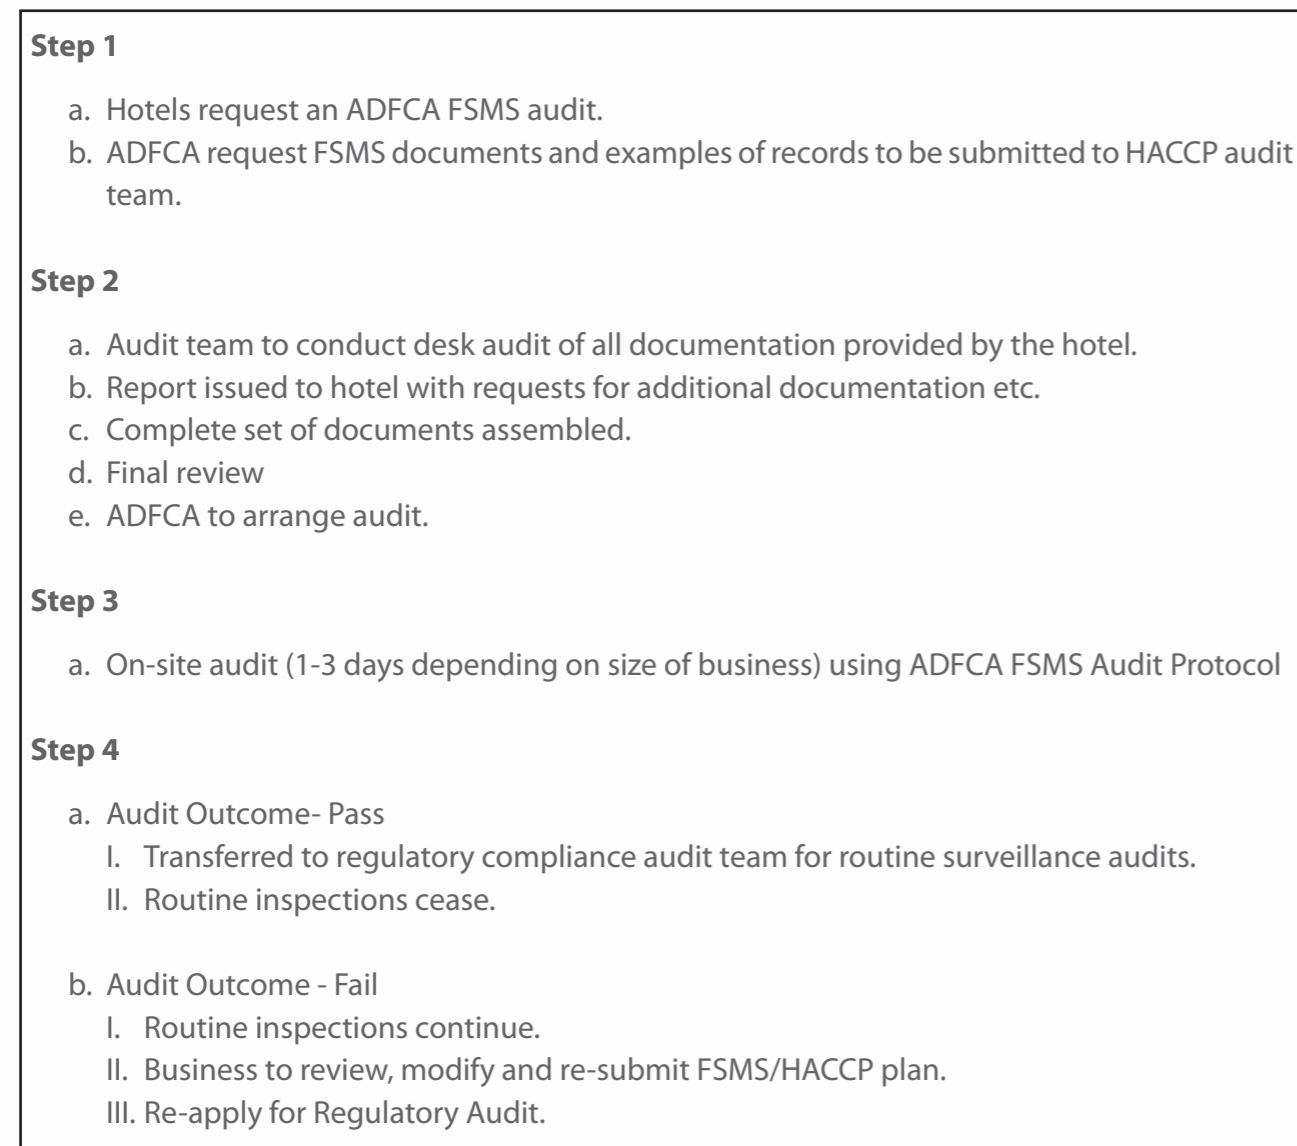 Step 1
a. Hotels request an ADFCA FSMS audit.
b. ADFCA request FSMS documents and examples of records to be submitted to HACCP audit
team.
Step 2
a. Audit team to conduct desk audit of all documentation provided by the hotel.
b. Report issued to hotel with requests for additional documentation etc.
c. Complete set of documents assembled.
d. Final review
e. ADFCA to arrange audit.
Step 3
a. On-site audit (1-3 days depending on size of business) using ADFCA FSMS Audit Protocol
Step 4
a. Audit Outcome- Pass
I. Transferred to regulatory compliance audit team for routine surveillance audits.
II. Routine inspections cease.
b. Audit Outcome - Fail
I. Routine inspections continue.
II. Business to review, modify and re-submit FSMS/HACCP plan.
III. Re-apply for Regulatory Audit.